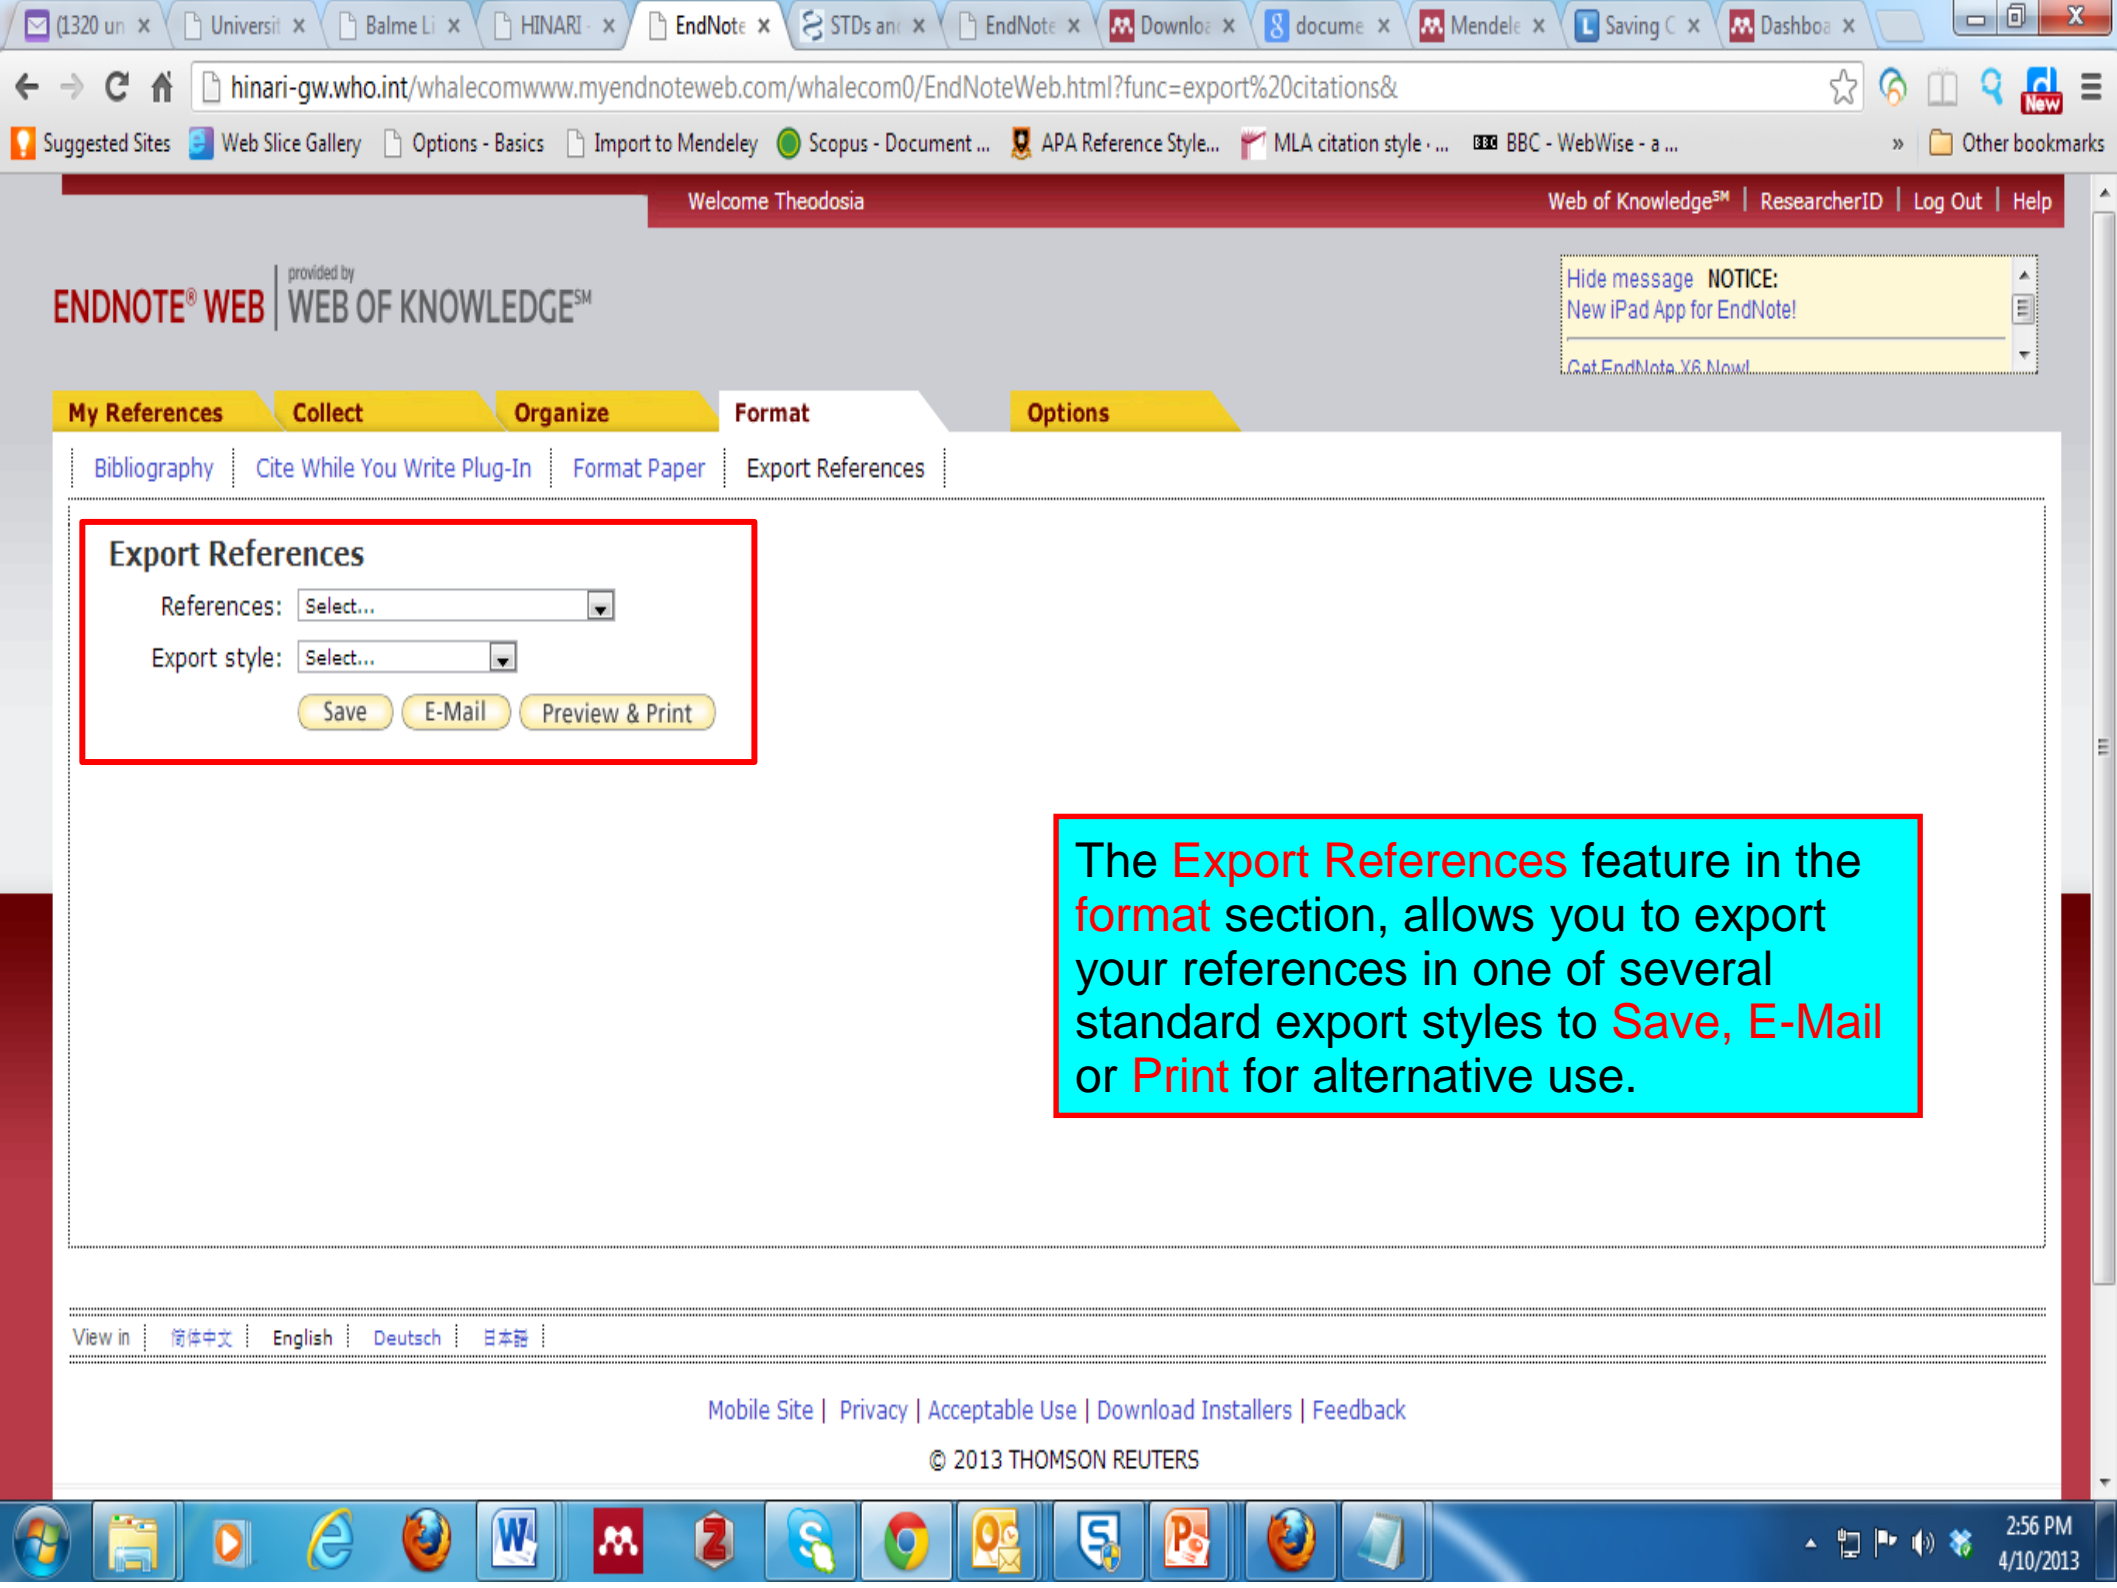 (1320 un
Universit
Balme Li
HINARI -
EndNote
STDs and
EndNote
Downloa
docume
Mendele
Saving C
Dashboa
hinari-gw.who.int/whalecomwww.myendnoteweb.com/whalecom0/EndNoteWeb.html?func=export%20citations&
New
Suggested Sites
Web Slice Gallery
Options - Basics
Import to Mendeley
Scopus - Document ...
APA Reference Style...
MLA citation style · ...
BBC - WebWise - a ...
»
Other bookmarks
Welcome Theodosia
Web of Knowledge℠ | ResearcherID | Log Out | Help
ENDNOTE® WEB
provided by
WEB OF KNOWLEDGE℠
Hide message NOTICE:
New iPad App for EndNote!
Get EndNote X6 Now!
My References
Collect
Organize
Format
Options
Bibliography
Cite While You Write Plug-In
Format Paper
Export References
Export References
References: Select...
Export style: Select...
Save
E-Mail
Preview & Print
The Export References feature in the
format section, allows you to export
your references in one of several
standard export styles to Save, E-Mail
or Print for alternative use.
View in
简体中文
English
Deutsch
日本語
Mobile Site | Privacy | Acceptable Use | Download Installers | Feedback
© 2013 THOMSON REUTERS
2:56 PM
4/10/2013